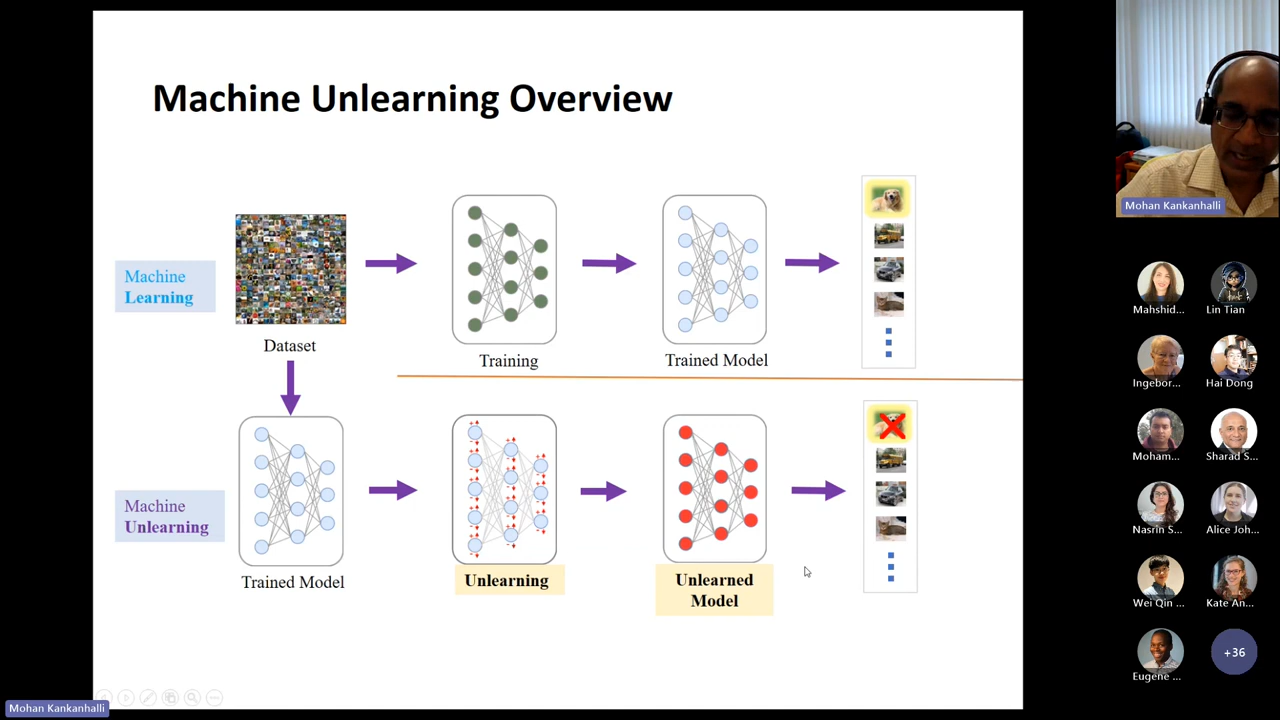 Machine Unlearning Overview
Machine
Learning
Dataset
Training
Trained Model
Machine
Unlearning
Trained Model
Unlearning
Unlearned
Model
Mohan Kankanhalli
Mohan Kankanhalli
Mahshid...
Lin Tian
Ingebor...
Hai Dong
Moham...
Sharad S...
Nasrin S...
Alice Joh...
Wei Qin ...
Kate An...
Eugene ...
+36